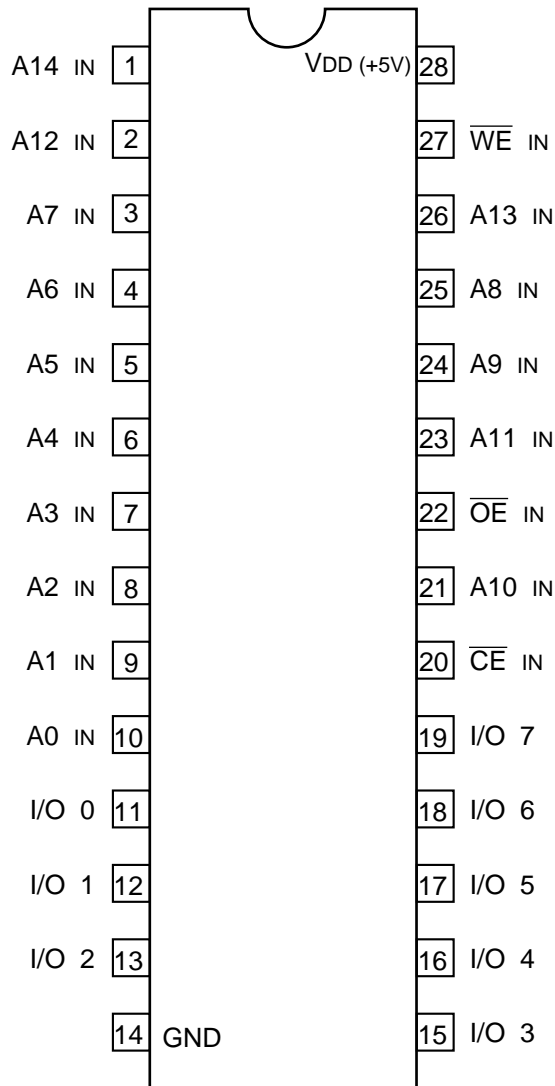 A14 IN 1 VDD (+5V) 28
A12 IN 2 27 W̅E̅ IN
A7 IN 3 26 A13 IN
A6 IN 4 25 A8 IN
A5 IN 5 24 A9 IN
A4 IN 6 23 A11 IN
A3 IN 7 22 O̅E̅ IN
A2 IN 8 21 A10 IN
A1 IN 9 20 C̅E̅ IN
A0 IN 10 19 I/O 7
I/O 0 11 18 I/O 6
I/O 1 12 17 I/O 5
I/O 2 13 16 I/O 4
14 GND 15 I/O 3